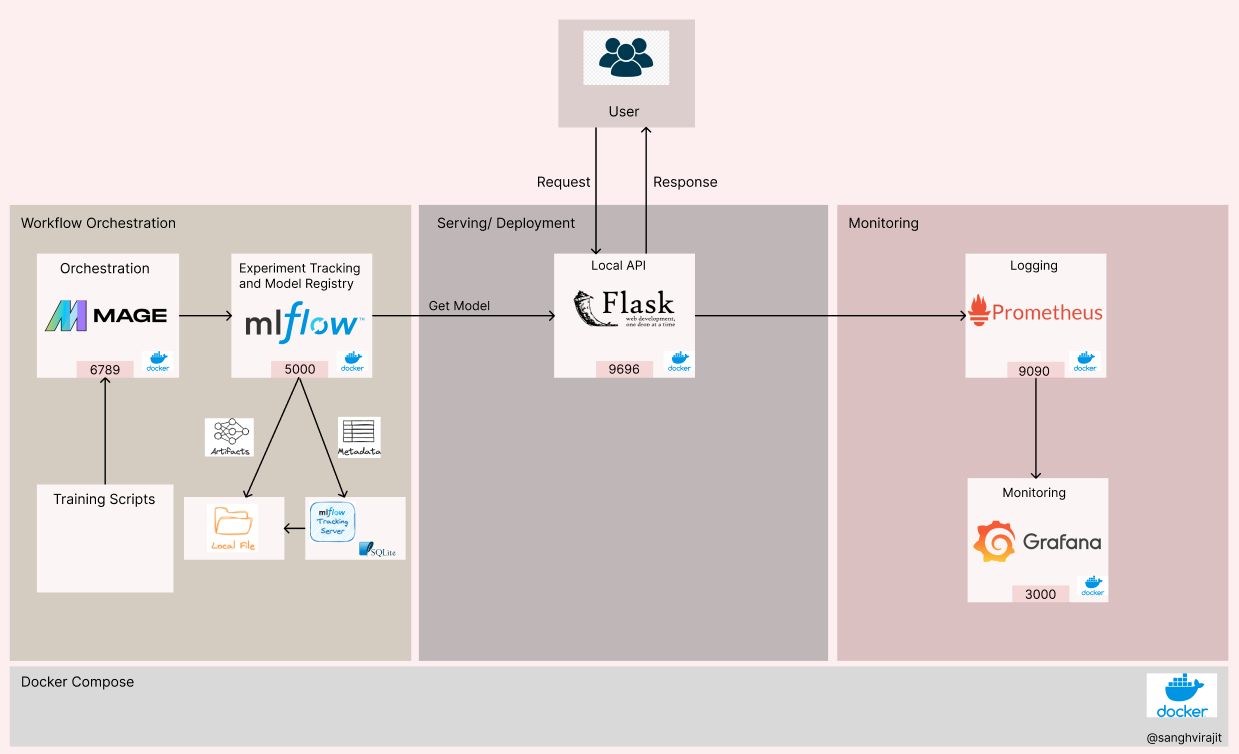 User
Request
Response
Workflow Orchestration
Serving/ Deployment
Monitoring
Orchestration
MAGE
6789
docker
Experiment Tracking
and Model Registry
mlflow™
5000
docker
Get Model
Local API
Flask
web development,
one drop at a time
9696
docker
Logging
Prometheus
9090
docker
Artifacts
Metadata
Training Scripts
Local File
mlflow
Tracking
Server
SQLite
Monitoring
Grafana
3000
docker
Docker Compose
docker
@sanghvirajit